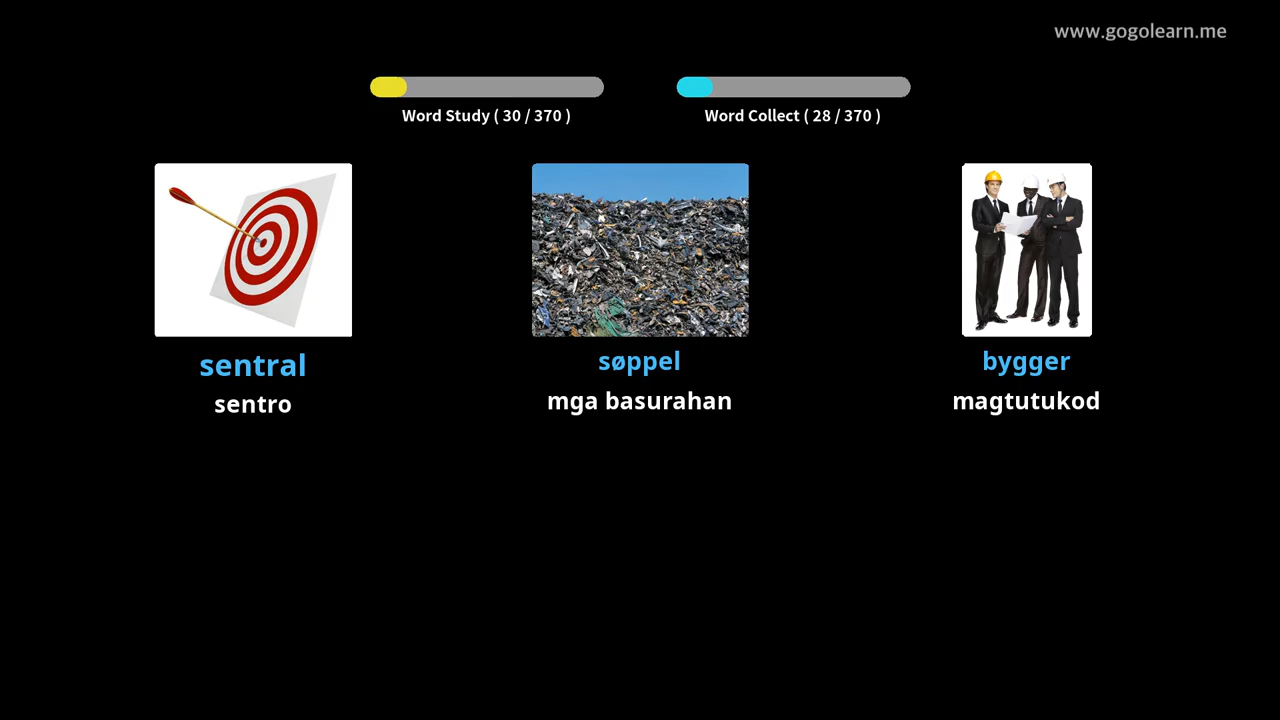 www.gogolearn.me
Word Study ( 30 / 370 )
Word Collect ( 28 / 370 )
sentral
sentro
søppel
mga basurahan
bygger
magtutukod